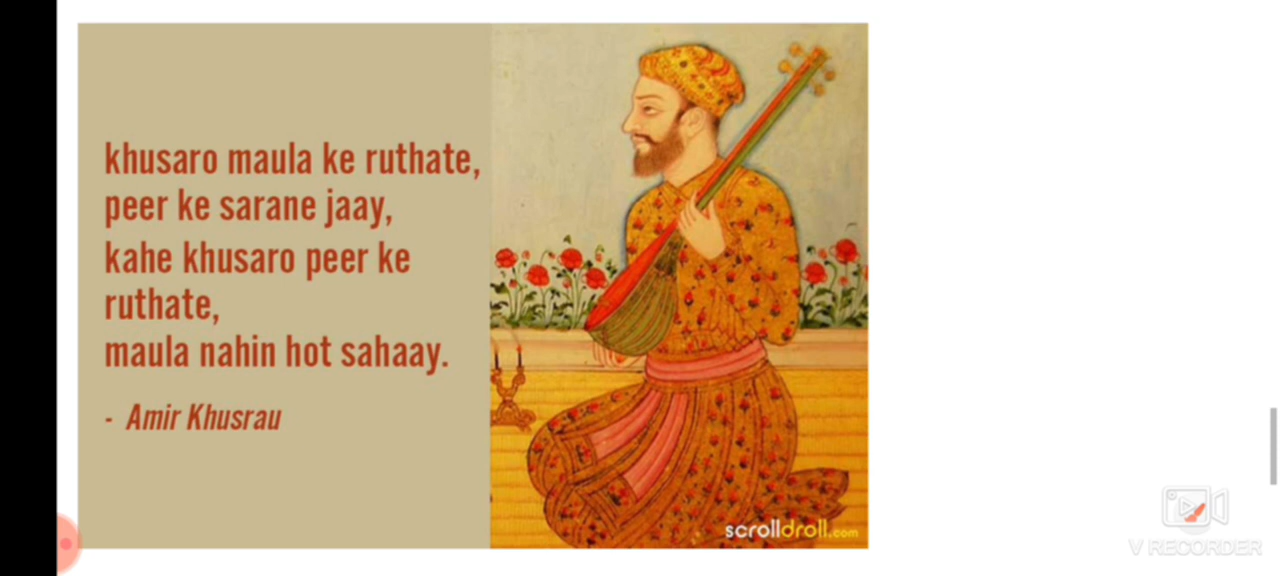 khusaro maula ke ruthate,
peer ke sarane jaay,
kahe khusaro peer ke
ruthate,
maula nahin hot sahaay.
- Amir Khusrau
scrolldroll.com
V RECORDER